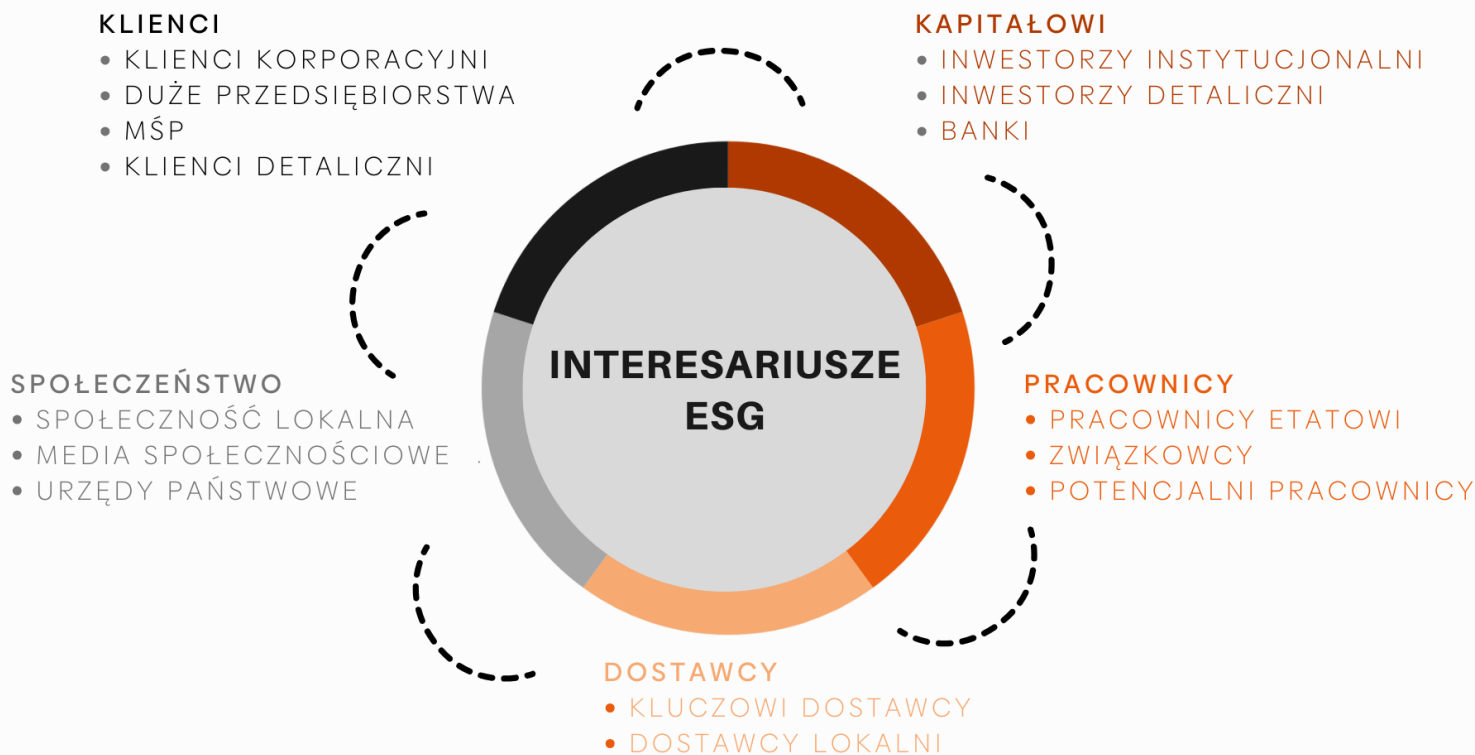 KLIENCI
• KLIENCI KORPORACYJNI
• DUŻE PRZEDSIĘBIORSTWA
• MŚP
• KLIENCI DETALICZNI
KAPITAŁOWI
• INWESTORZY INSTYTUCJONALNI
• INWESTORZY DETALICZNI
• BANKI
INTERESARIUSZE
ESG
SPOŁECZEŃSTWO
• SPOŁECZNOŚĆ LOKALNA
• MEDIA SPOŁECZNOŚCIOWE
• URZĘDY PAŃSTWOWE
PRACOWNICY
• PRACOWNICY ETATOWI
• ZWIĄZKOWCY
• POTENCJALNI PRACOWNICY
DOSTAWCY
• KLUCZOWI DOSTAWCY
• DOSTAWCY LOKALNI